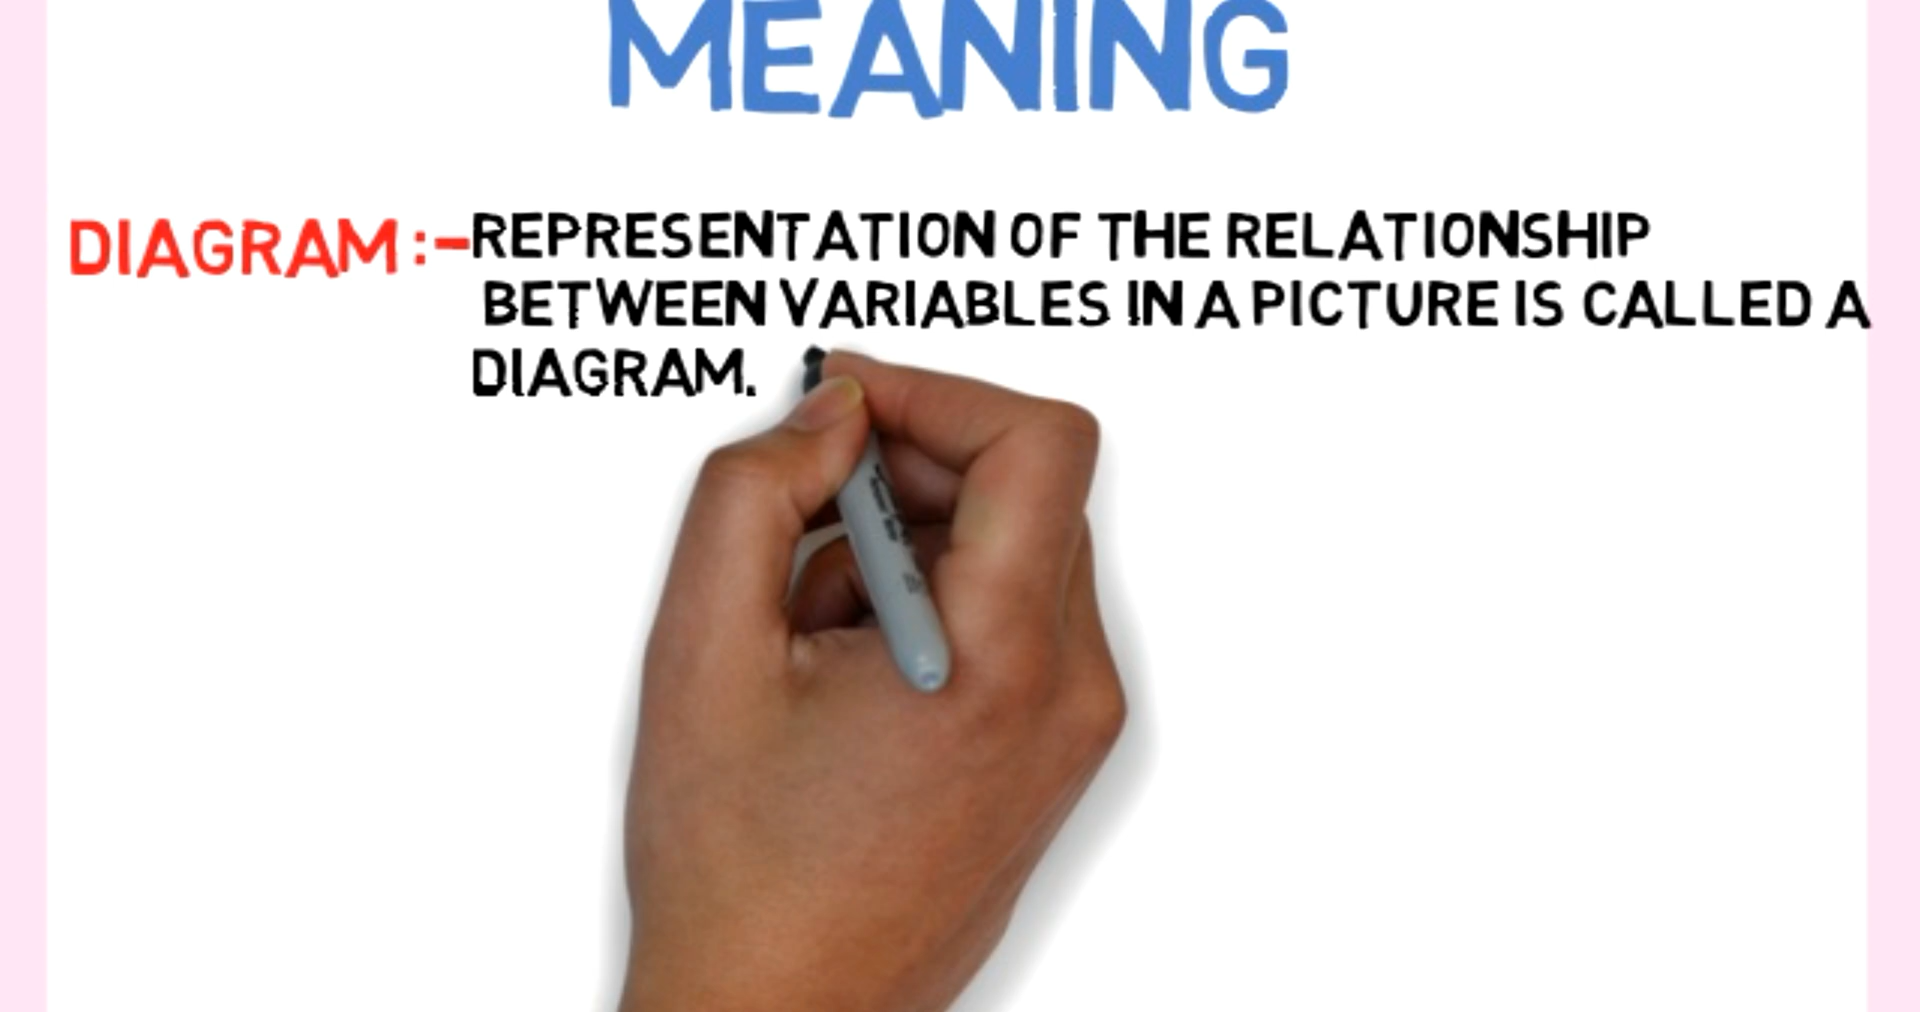 MEANING
DIAGRAM:-REPRESENTATION OF THE RELATIONSHIP
BETWEEN VARIABLES IN A PICTURE IS CALLED A
DIAGRAM.